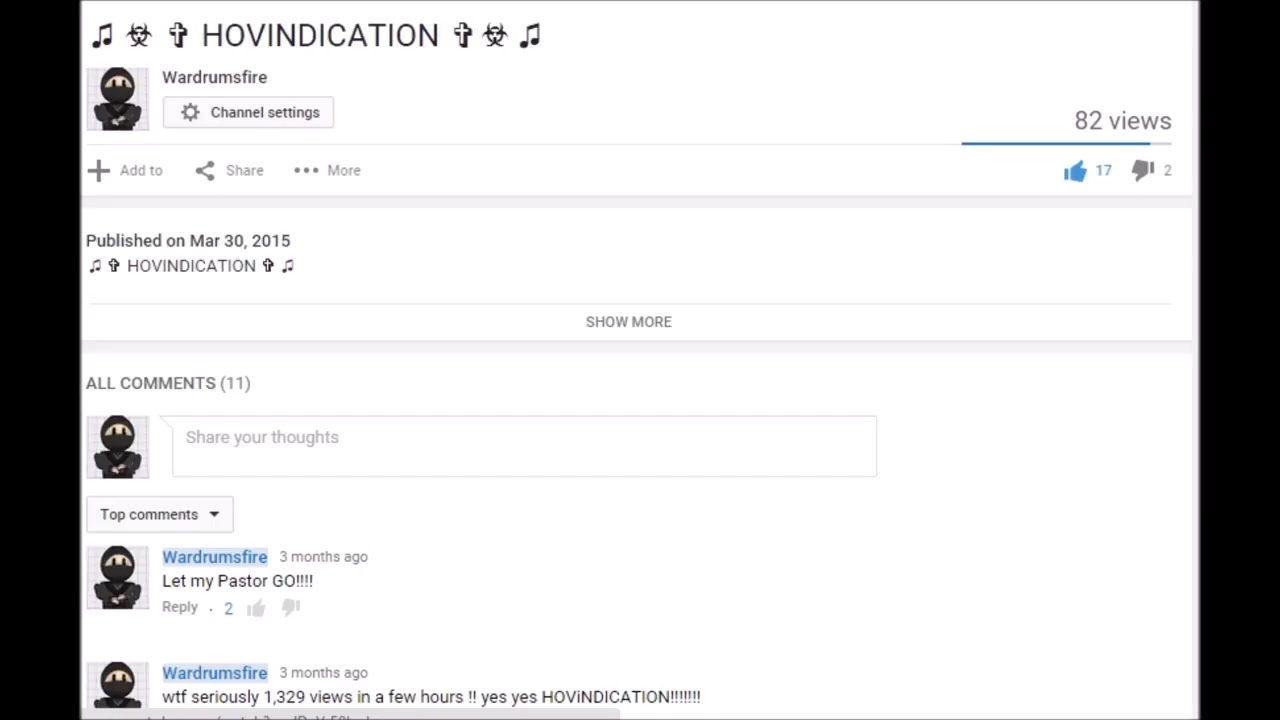 ♫ ☣ ✞ HOVINDICATION ✞ ☣ ♫
Wardrumsfire
Channel settings
82 views
Add to Share More 17 2
Published on Mar 30, 2015
♫ ✞ HOVINDICATION ✞ ♫
SHOW MORE
ALL COMMENTS (11)
Share your thoughts
Top comments
Wardrumsfire 3 months ago
Let my Pastor GO!!!!
Reply . 2
Wardrumsfire 3 months ago
wtf seriously 1,329 views in a few hours !! yes yes HOViNDICATION!!!!!!!